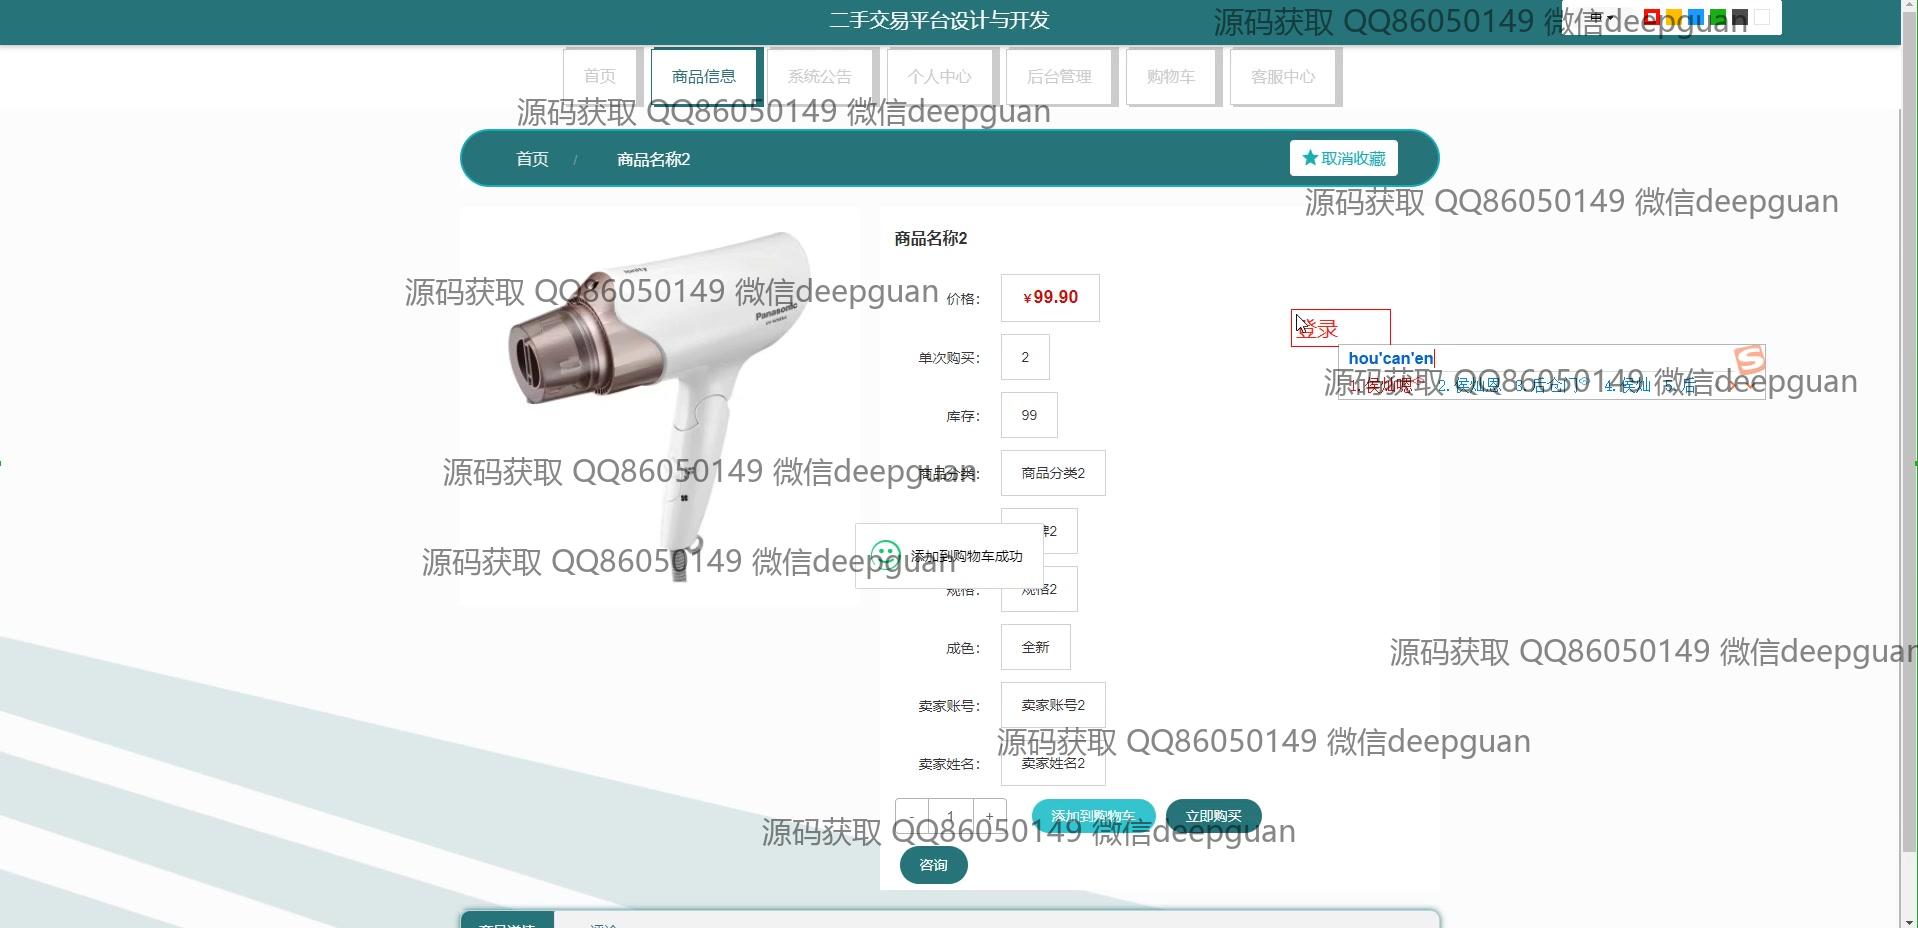 二手交易平台设计与开发
源码获取 QQ86050149 微信deepguan
首页
商品信息
系统公告
个人中心
后台管理
购物车
客服中心
源码获取 QQ86050149 微信deepguan
首页 / 商品名称2
取消收藏
源码获取 QQ86050149 微信deepguan
商品名称2
源码获取 QQ86050149 微信deepguan
Panasonic
价格： ¥99.90
登录
hou'can'en
单次购买： 2
源码获取 QQ86050149 微信deepguan
库存： 99
源码获取 QQ86050149 微信deepguan
商品分类： 商品分类2
牌2
源码获取 QQ86050149 微信deepguan
添加到购物车成功
规格： 规格2
成色： 全新
源码获取 QQ86050149 微信deepguan
卖家账号： 卖家账号2
源码获取 QQ86050149 微信deepguan
卖家姓名： 卖家姓名2
- 1 +
添加到购物车
立即购买
源码获取 QQ86050149 微信deepguan
咨询
商品详情
评论